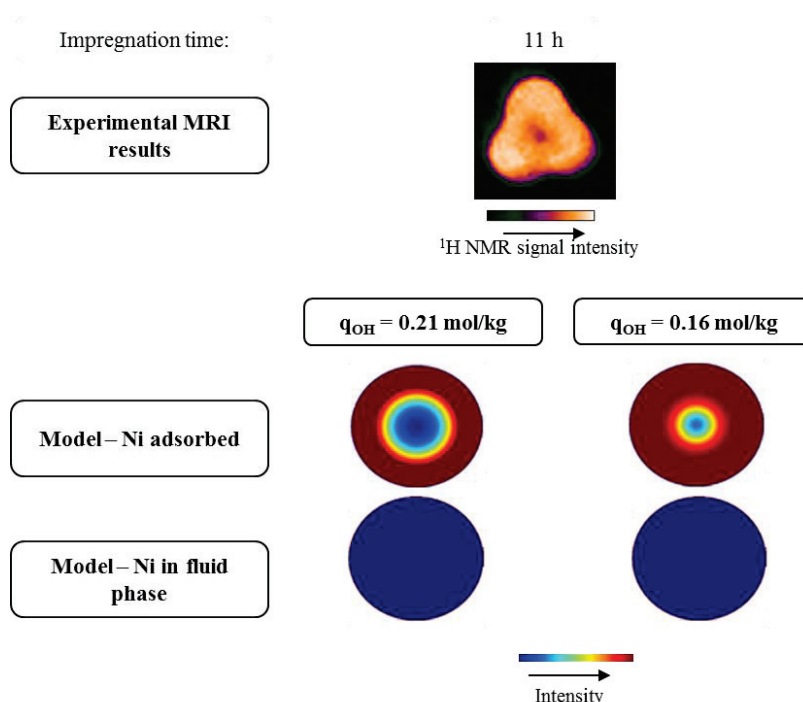 Impregnation time:
11 h
Experimental MRI
results
¹H NMR signal intensity
q_OH = 0.21 mol/kg
q_OH = 0.16 mol/kg
Model – Ni adsorbed
Model – Ni in fluid
phase
Intensity